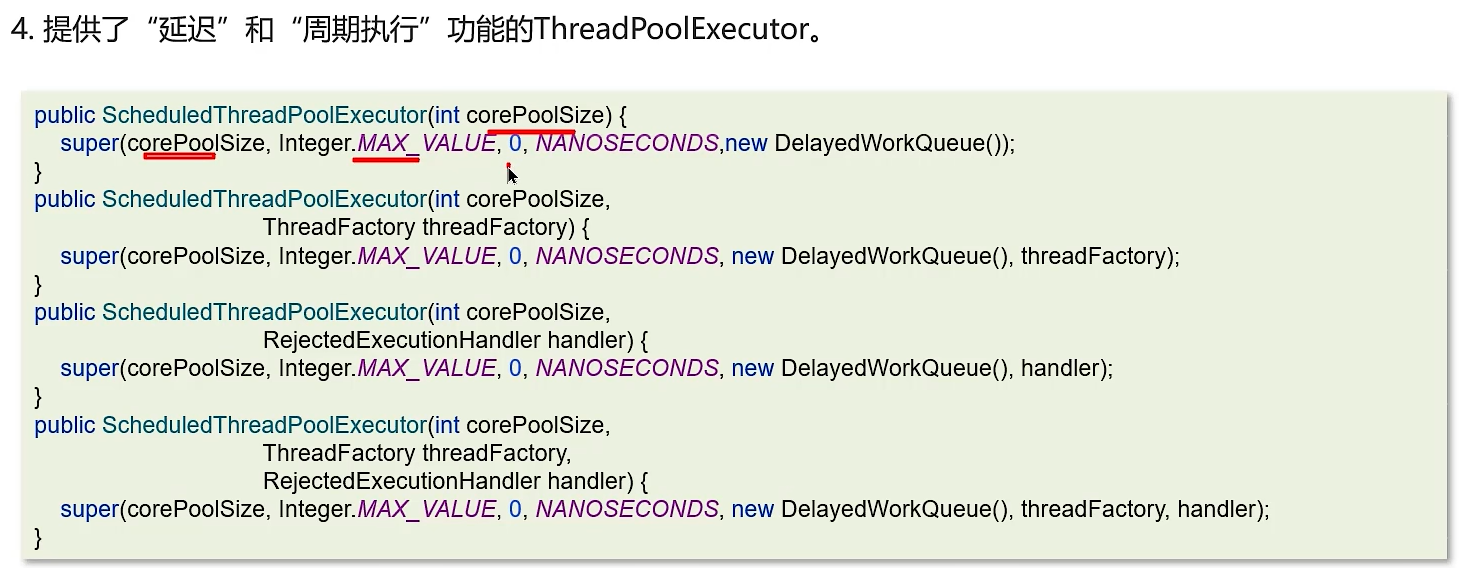 4. 提供了“延迟”和“周期执行”功能的ThreadPoolExecutor。
public ScheduledThreadPoolExecutor(int corePoolSize) {
super(corePoolSize, Integer.MAX_VALUE, 0, NANOSECONDS,new DelayedWorkQueue());
}
public ScheduledThreadPoolExecutor(int corePoolSize,
ThreadFactory threadFactory) {
super(corePoolSize, Integer.MAX_VALUE, 0, NANOSECONDS, new DelayedWorkQueue(), threadFactory);
}
public ScheduledThreadPoolExecutor(int corePoolSize,
RejectedExecutionHandler handler) {
super(corePoolSize, Integer.MAX_VALUE, 0, NANOSECONDS, new DelayedWorkQueue(), handler);
}
public ScheduledThreadPoolExecutor(int corePoolSize,
ThreadFactory threadFactory,
RejectedExecutionHandler handler) {
super(corePoolSize, Integer.MAX_VALUE, 0, NANOSECONDS, new DelayedWorkQueue(), threadFactory, handler);
}